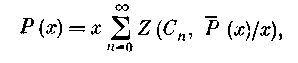 P (x) = x ∑_{n=0}^{∞} Z (C_n, P̅ (x)/x),